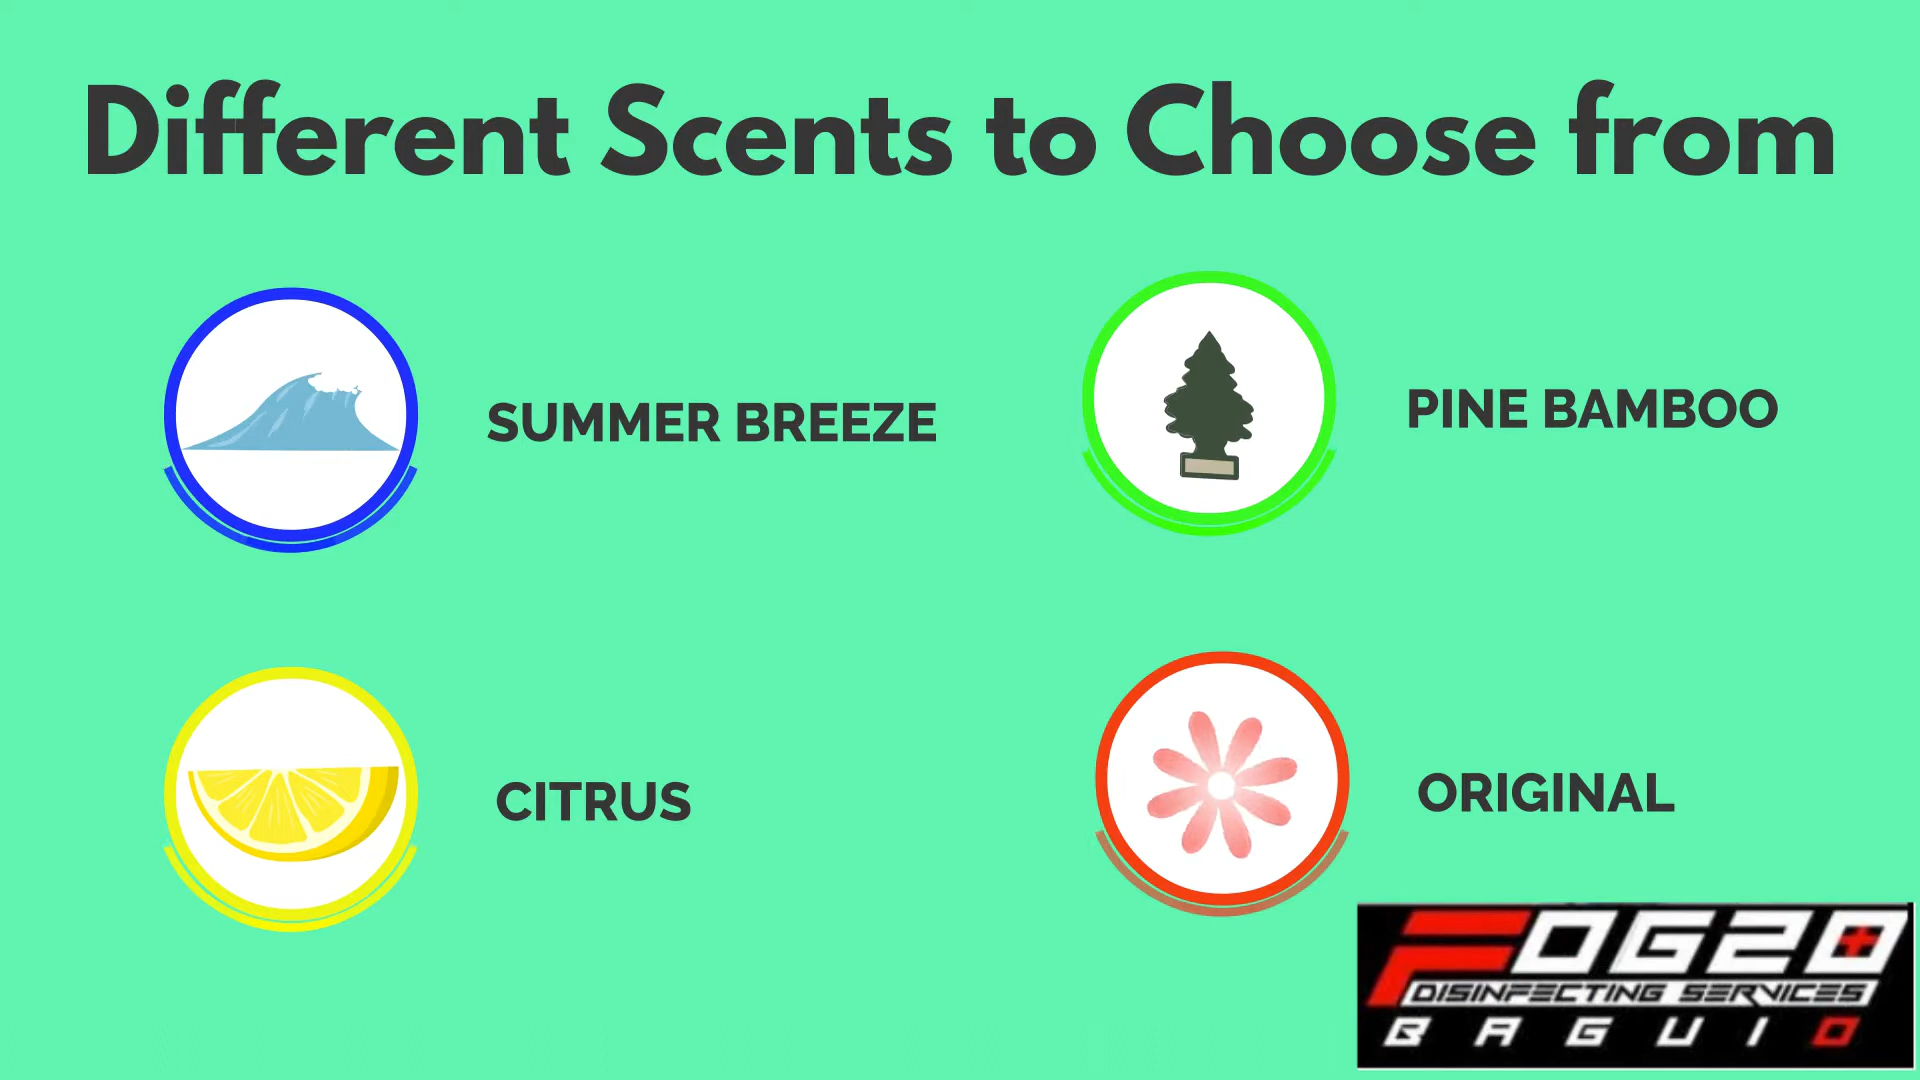 Different Scents to Choose from
SUMMER BREEZE
PINE BAMBOO
CITRUS
ORIGINAL
FOG20
DISINFECTING SERVICES
BAGUIO